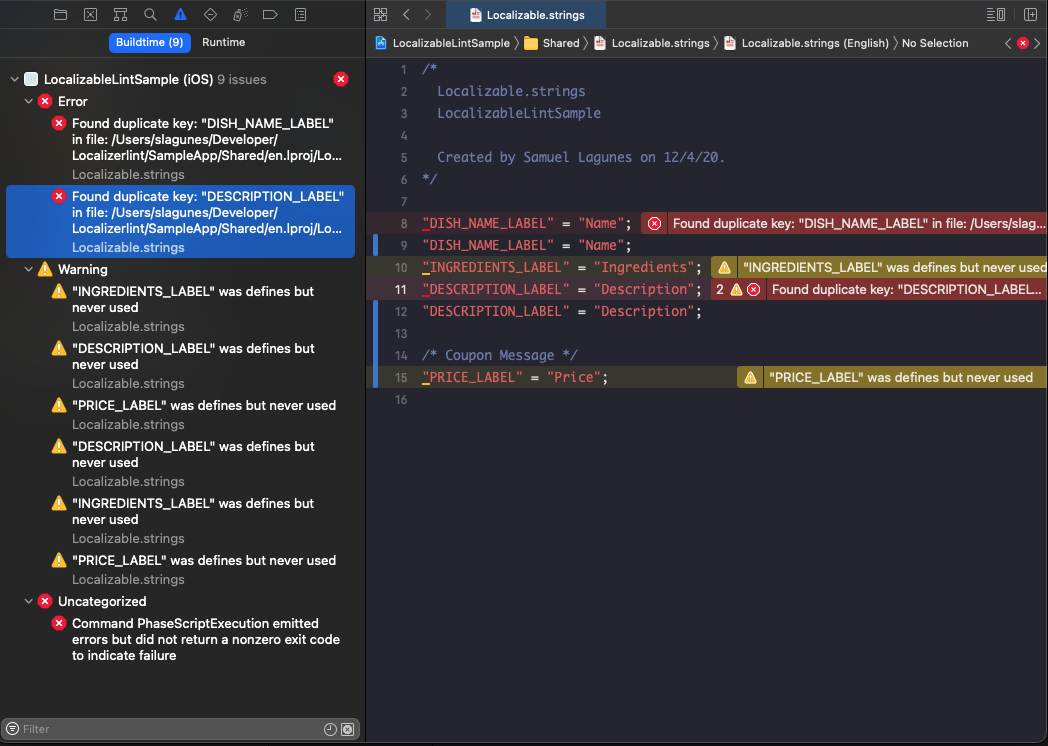 Localizable.strings
Buildtime (9)
Runtime
LocalizableLintSample
Shared
Localizable.strings
Localizable.strings (English)
No Selection
LocalizableLintSample (iOS) 9 issues
Error
Found duplicate key: "DISH_NAME_LABEL"
in file: /Users/slagunes/Developer/
Localizerlint/SampleApp/Shared/en.lproj/Lo...
Localizable.strings
Found duplicate key: "DESCRIPTION_LABEL"
in file: /Users/slagunes/Developer/
Localizerlint/SampleApp/Shared/en.lproj/Lo...
Localizable.strings
Warning
"INGREDIENTS_LABEL" was defines but
never used
Localizable.strings
"DESCRIPTION_LABEL" was defines but
never used
Localizable.strings
"PRICE_LABEL" was defines but never used
Localizable.strings
"DESCRIPTION_LABEL" was defines but
never used
Localizable.strings
"INGREDIENTS_LABEL" was defines but
never used
Localizable.strings
"PRICE_LABEL" was defines but never used
Localizable.strings
Uncategorized
Command PhaseScriptExecution emitted
errors but did not return a nonzero exit code
to indicate failure
Filter
1 /*
2 Localizable.strings
3 LocalizableLintSample
4
5 Created by Samuel Lagunes on 12/4/20.
6 */
7
8 "DISH_NAME_LABEL" = "Name"; Found duplicate key: "DISH_NAME_LABEL" in file: /Users/slag...
9 "DISH_NAME_LABEL" = "Name";
10 "INGREDIENTS_LABEL" = "Ingredients"; "INGREDIENTS_LABEL" was defines but never used
11 "DESCRIPTION_LABEL" = "Description"; 2 Found duplicate key: "DESCRIPTION_LABEL...
12 "DESCRIPTION_LABEL" = "Description";
13
14 /* Coupon Message */
15 "PRICE_LABEL" = "Price"; "PRICE_LABEL" was defines but never used
16